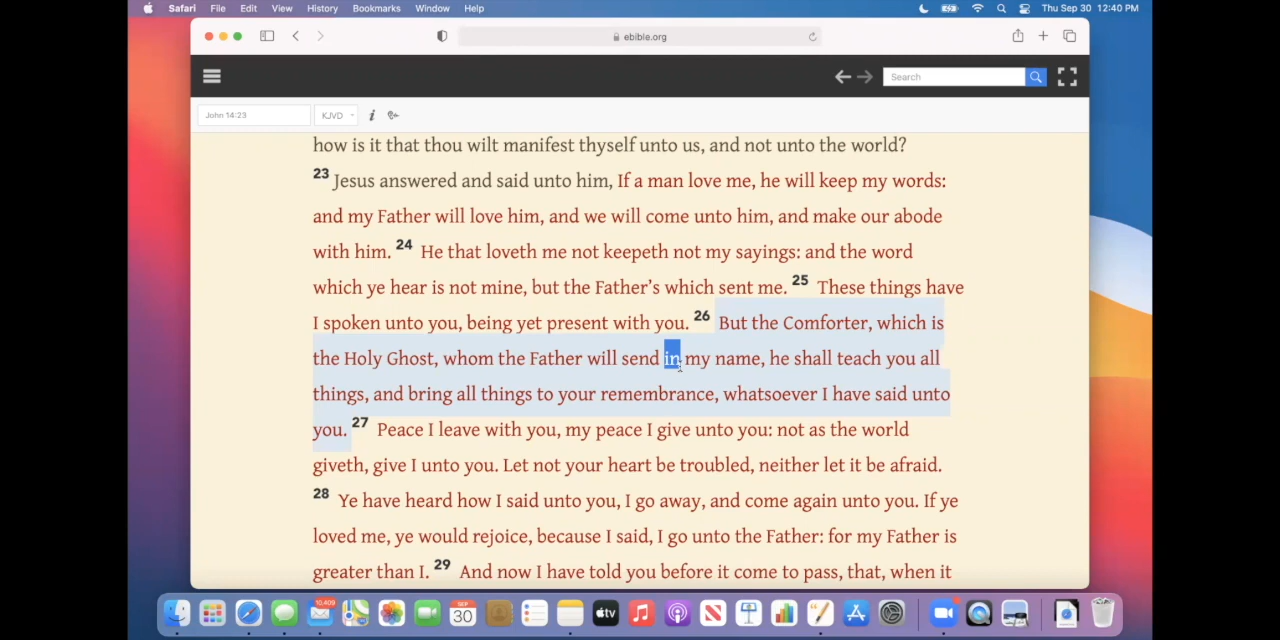 Safari File Edit View History Bookmarks Window Help Thu Sep 30 12:40 PM
ebible.org
Search
John 14:23 KJVD i
how is it that thou wilt manifest thyself unto us, and not unto the world?
23 Jesus answered and said unto him, If a man love me, he will keep my words:
and my Father will love him, and we will come unto him, and make our abode
with him. 24 He that loveth me not keepeth not my sayings: and the word
which ye hear is not mine, but the Father’s which sent me. 25 These things have
I spoken unto you, being yet present with you. 26 But the Comforter, which is
the Holy Ghost, whom the Father will send in my name, he shall teach you all
things, and bring all things to your remembrance, whatsoever I have said unto
you. 27 Peace I leave with you, my peace I give unto you: not as the world
giveth, give I unto you. Let not your heart be troubled, neither let it be afraid.
28 Ye have heard how I said unto you, I go away, and come again unto you. If ye
loved me, ye would rejoice, because I said, I go unto the Father: for my Father is
greater than I. 29 And now I have told you before it come to pass, that, when it
10,409 SEP 30 tv